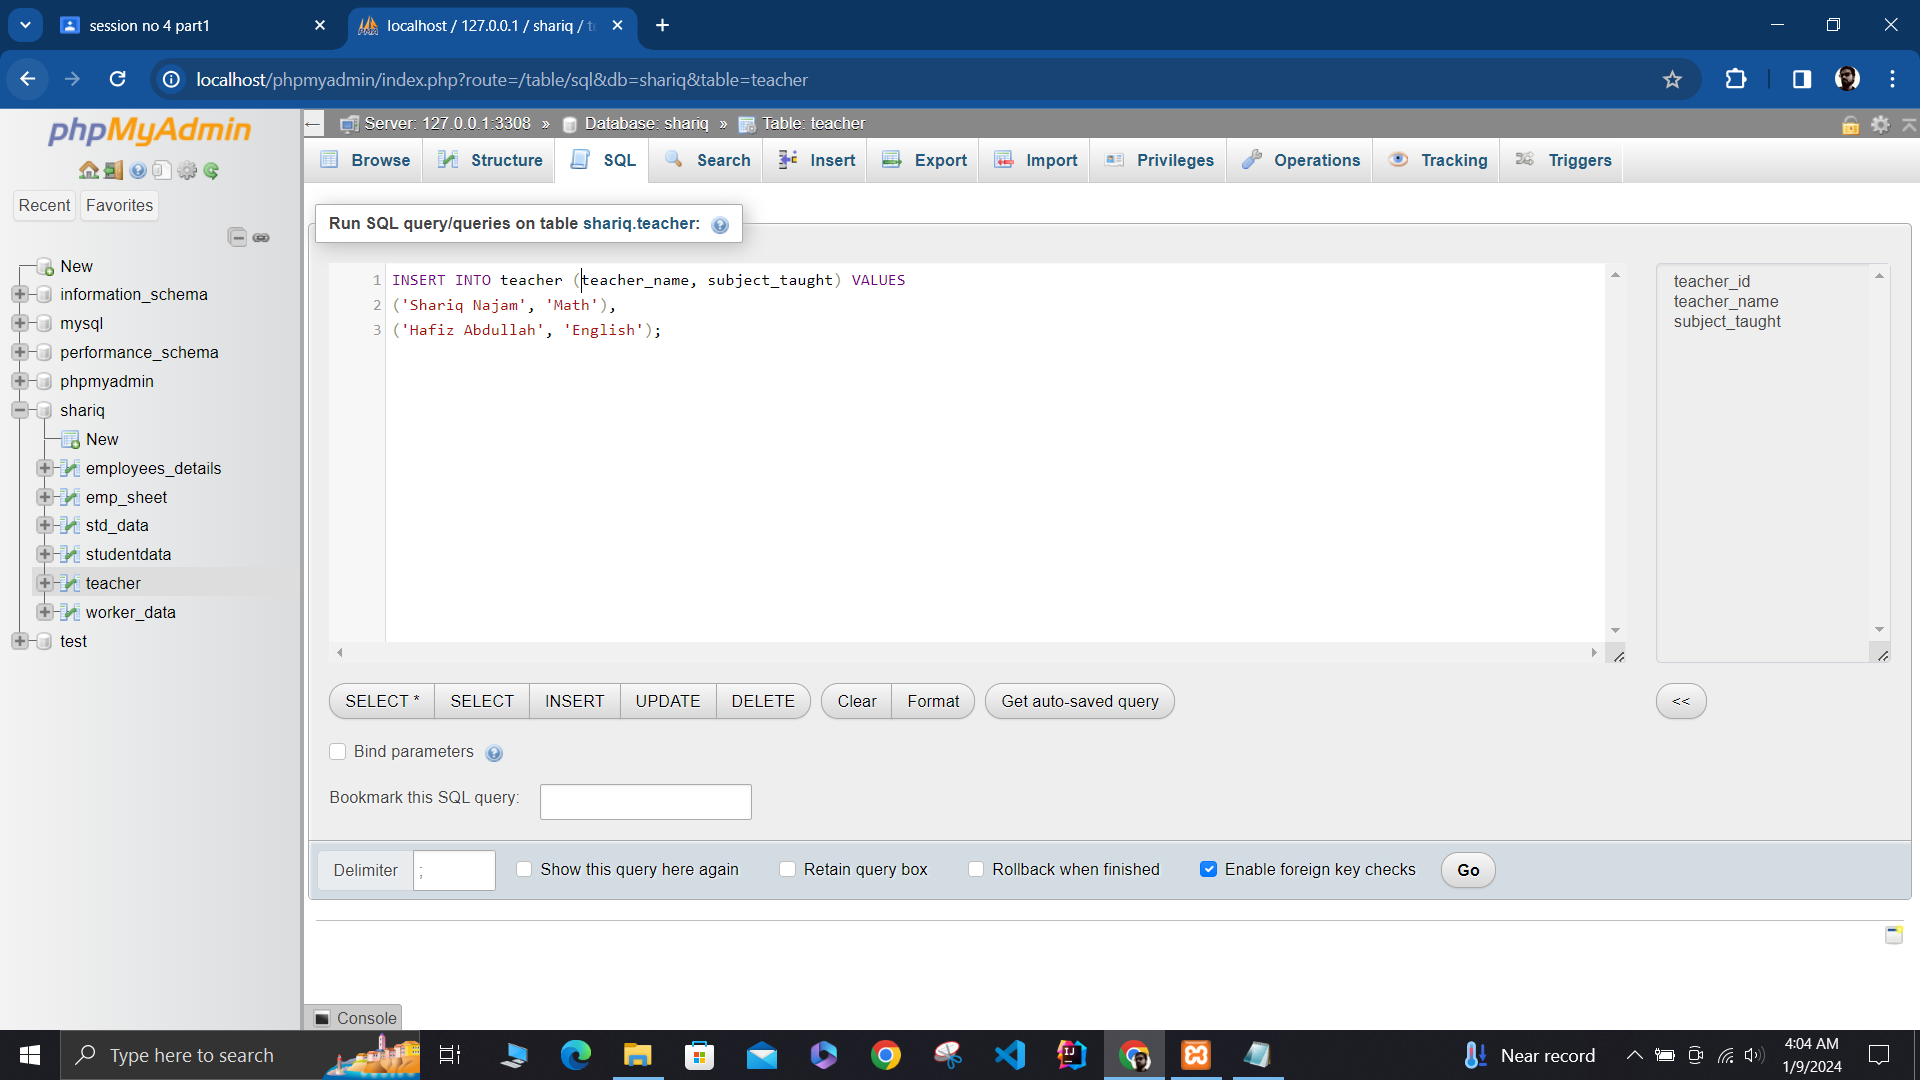 session no 4 part1
localhost / 127.0.0.1 / shariq / t
localhost/phpmyadmin/index.php?route=/table/sql&db=shariq&table=teacher
phpMyAdmin
Server: 127.0.0.1:3308 » Database: shariq » Table: teacher
Browse Structure SQL Search Insert Export Import Privileges Operations Tracking Triggers
Recent Favorites
Run SQL query/queries on table shariq.teacher:
New
information_schema
mysql
performance_schema
phpmyadmin
shariq
New
employees_details
emp_sheet
std_data
studentdata
teacher
worker_data
test
1 INSERT INTO teacher (teacher_name, subject_taught) VALUES
2 ('Shariq Najam', 'Math'),
3 ('Hafiz Abdullah', 'English');
teacher_id
teacher_name
subject_taught
SELECT * SELECT INSERT UPDATE DELETE Clear Format Get auto-saved query <<
Bind parameters
Bookmark this SQL query:
Delimiter ; Show this query here again Retain query box Rollback when finished Enable foreign key checks Go
Console
Type here to search
Near record
4:04 AM
1/9/2024